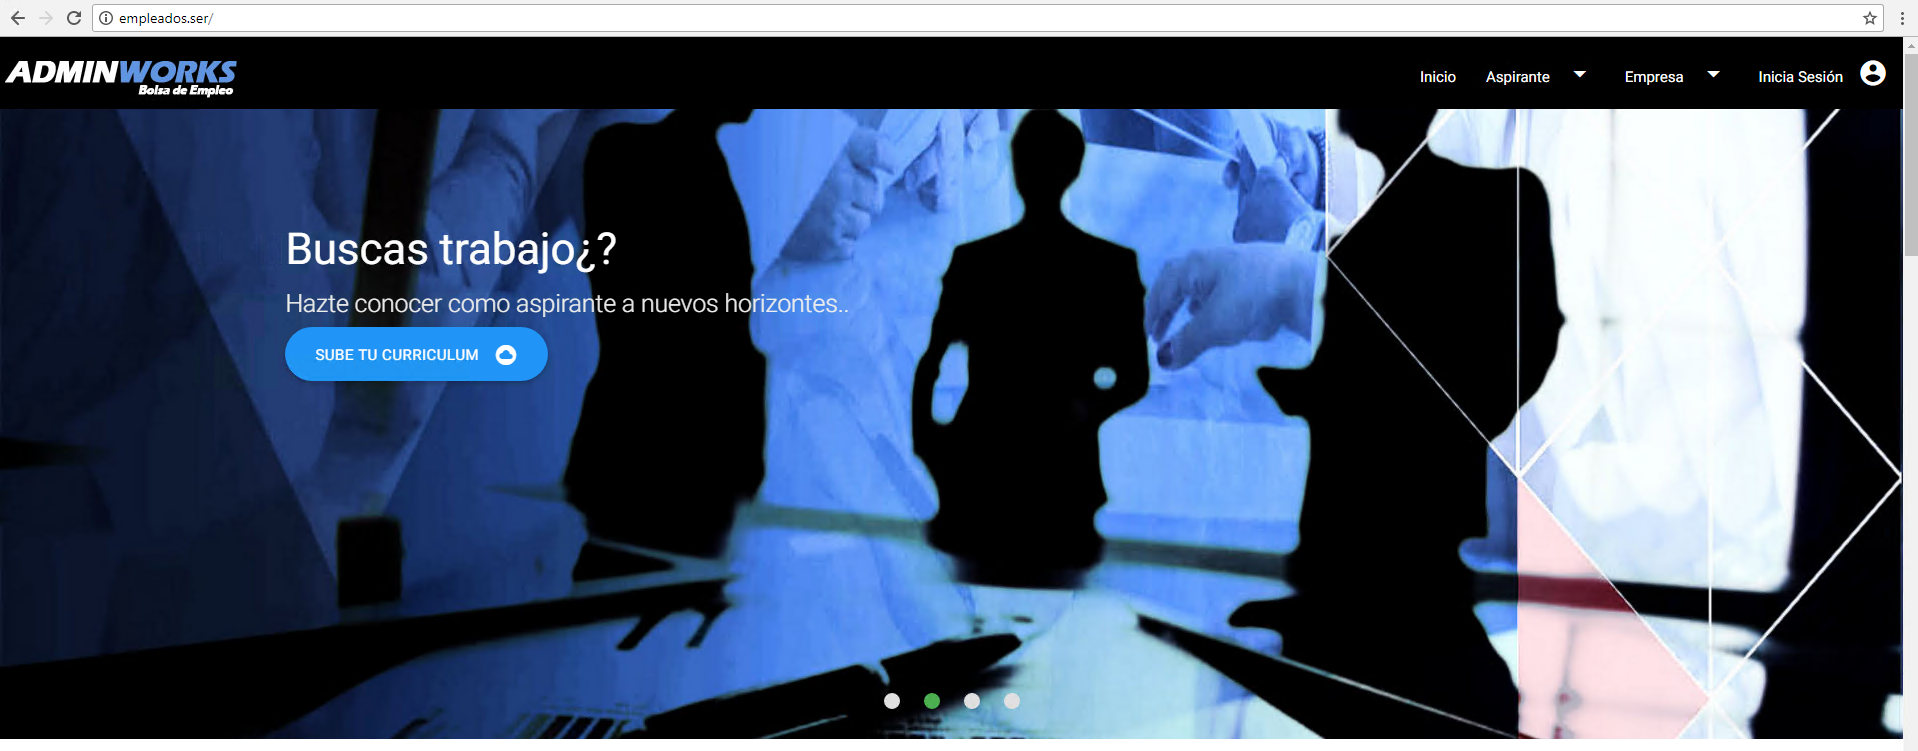 empleados.ser/
ADMINWORKS
Bolsa de Empleo
Inicio
Aspirante
Empresa
Inicia Sesión
Buscas trabajo¿?
Hazte conocer como aspirante a nuevos horizontes..
SUBE TU CURRICULUM